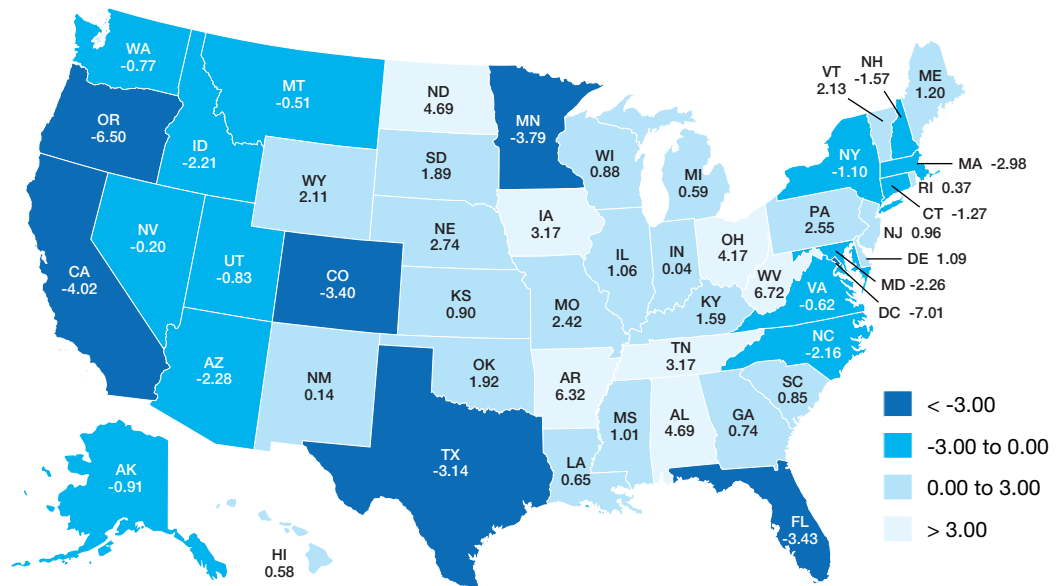 WA
-0.77
MT
-0.51
ND
4.69
MN
-3.79
VT
2.13
NH
-1.57
ME
1.20
OR
-6.50
ID
-2.21
WY
2.11
SD
1.89
WI
0.88
MI
0.59
NY
-1.10
MA -2.98
RI 0.37
CT -1.27
NJ 0.96
DE 1.09
MD -2.26
DC -7.01
NV
-0.20
UT
-0.83
CA
-4.02
CO
-3.40
NE
2.74
IA
3.17
IL
1.06
IN
0.04
OH
4.17
PA
2.55
WV
6.72
VA
-0.62
KS
0.90
MO
2.42
KY
1.59
NC
-2.16
TN
3.17
AZ
-2.28
NM
0.14
OK
1.92
AR
6.32
SC
0.85
MS
1.01
AL
4.69
GA
0.74
TX
-3.14
LA
0.65
FL
-3.43
AK
-0.91
HI
0.58
< -3.00
-3.00 to 0.00
0.00 to 3.00
> 3.00